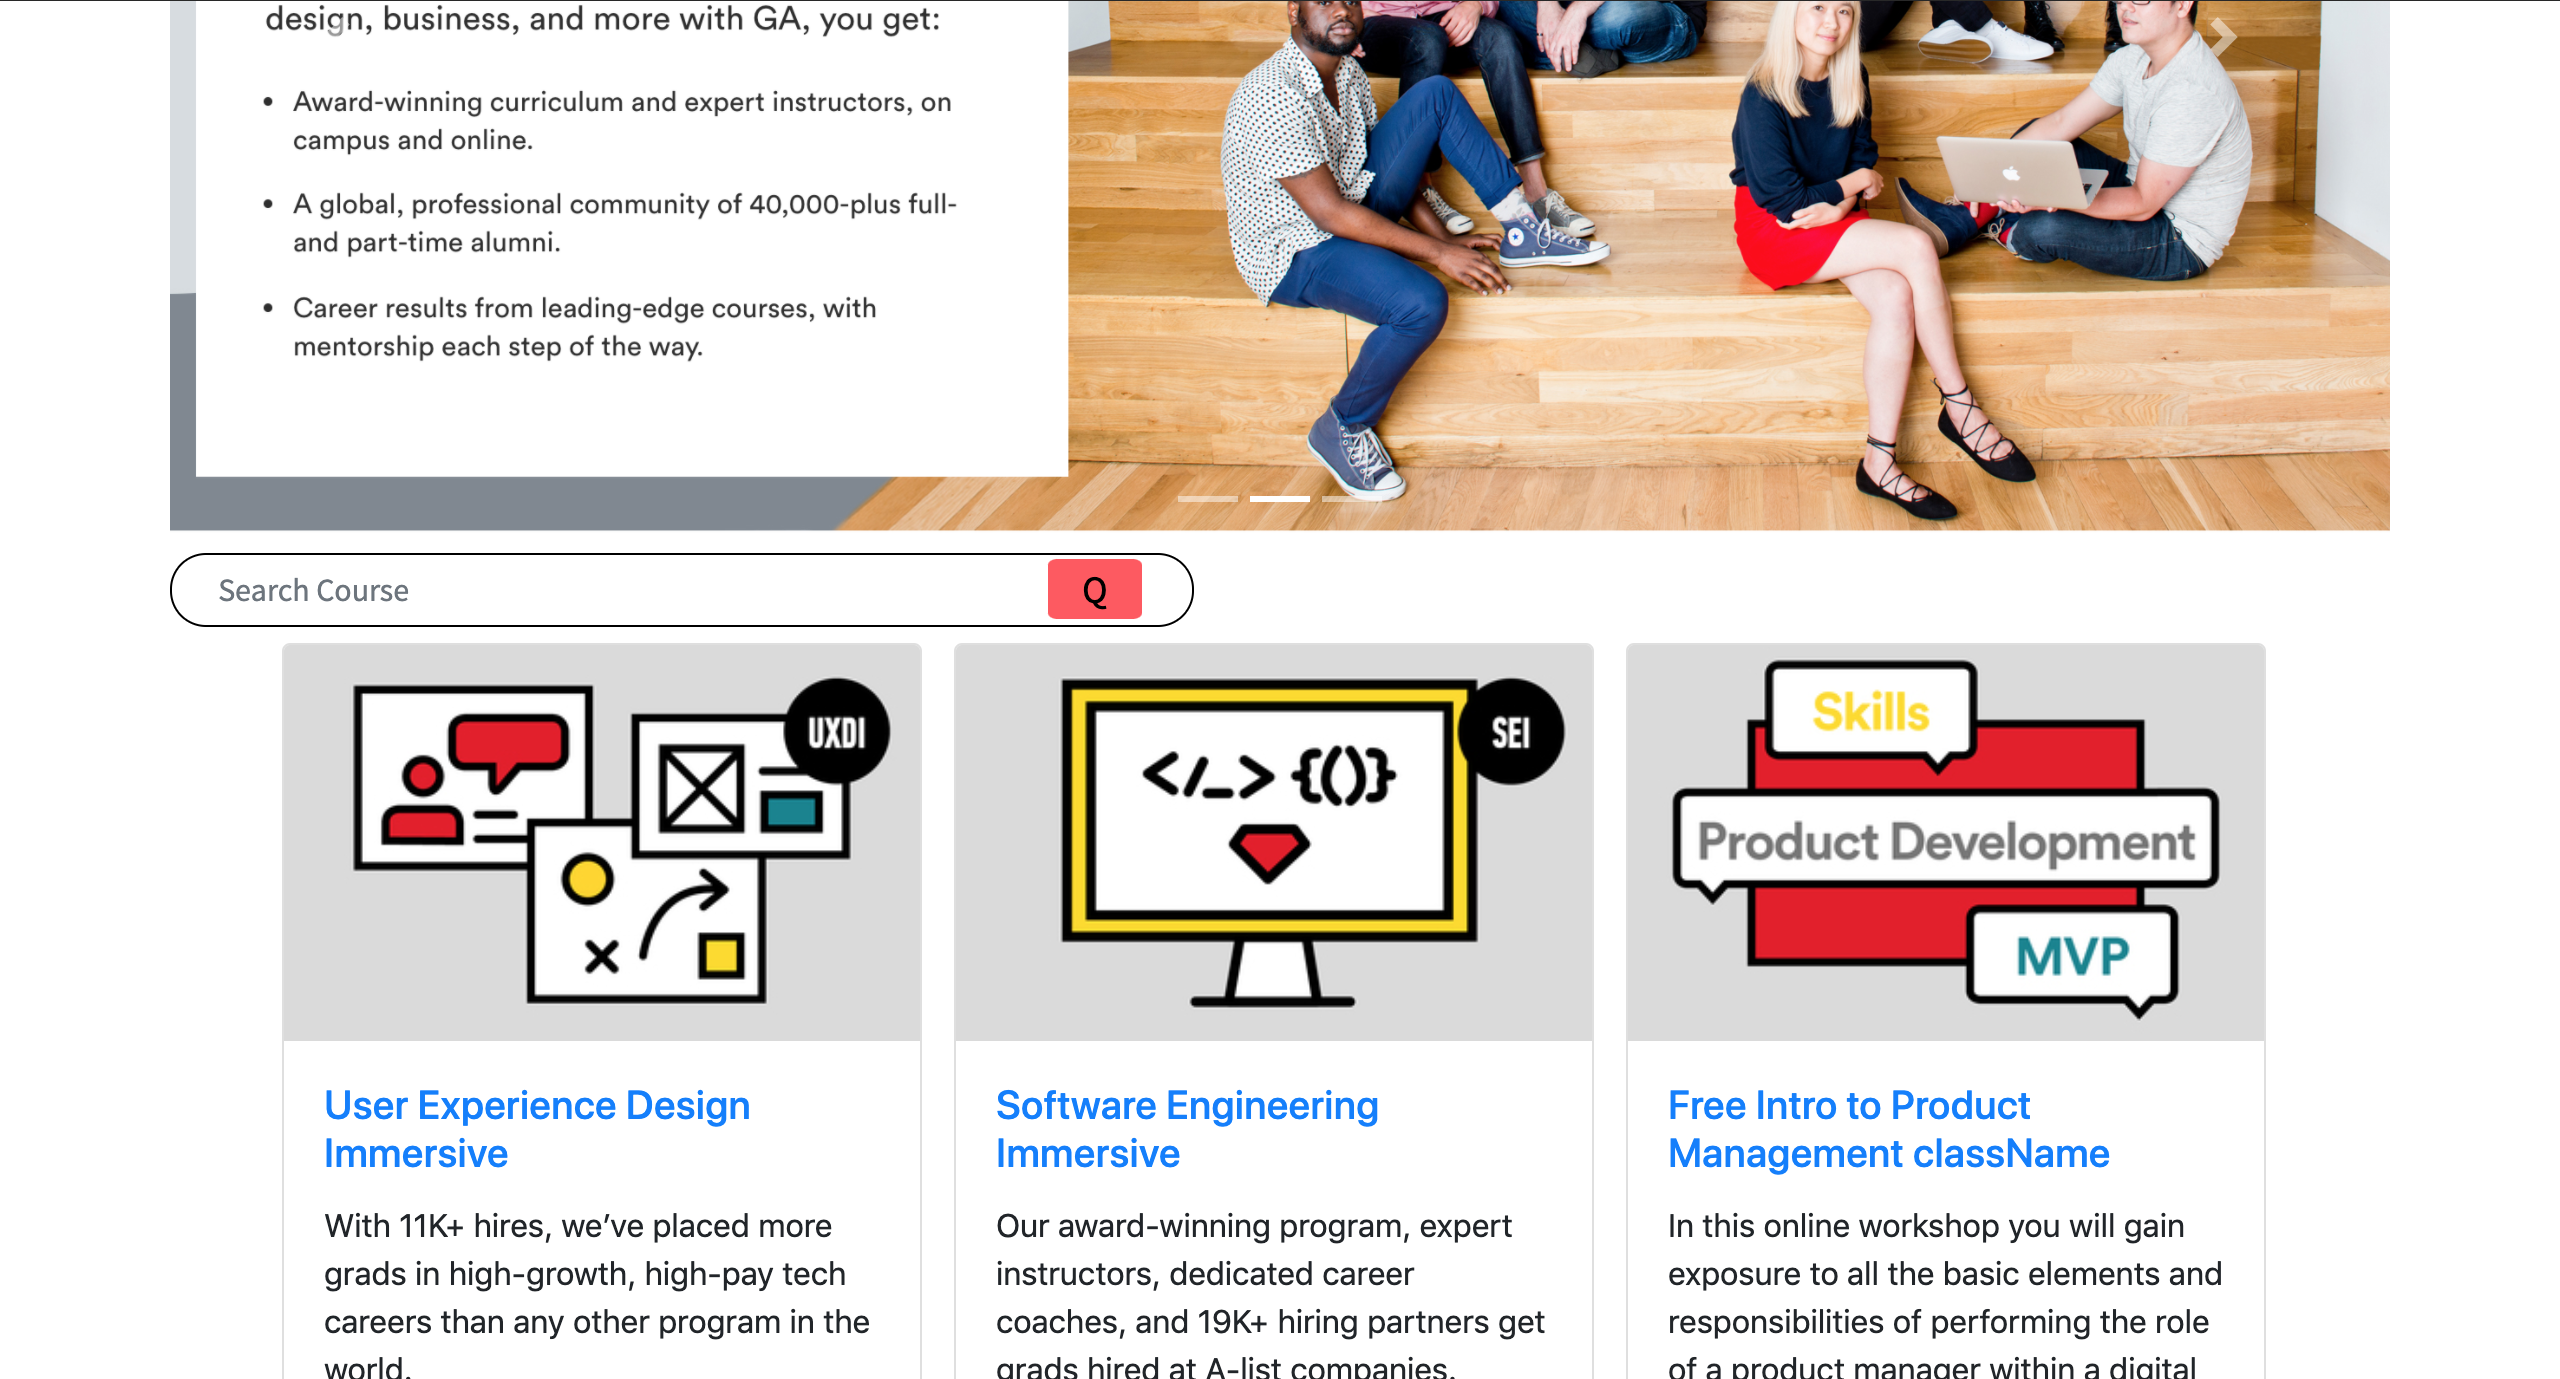 design, business, and more with GA, you get:
• Award-winning curriculum and expert instructors, on
campus and online.
• A global, professional community of 40,000-plus full-
and part-time alumni.
• Career results from leading-edge courses, with
mentorship each step of the way.
Search Course
Q
UXDI
</_> {()}
SEI
Skills
Product Development
MVP
User Experience Design
Immersive
With 11K+ hires, we’ve placed more
grads in high-growth, high-pay tech
careers than any other program in the
world.
Software Engineering
Immersive
Our award-winning program, expert
instructors, dedicated career
coaches, and 19K+ hiring partners get
grads hired at A-list companies.
Free Intro to Product
Management className
In this online workshop you will gain
exposure to all the basic elements and
responsibilities of performing the role
of a product manager within a digital